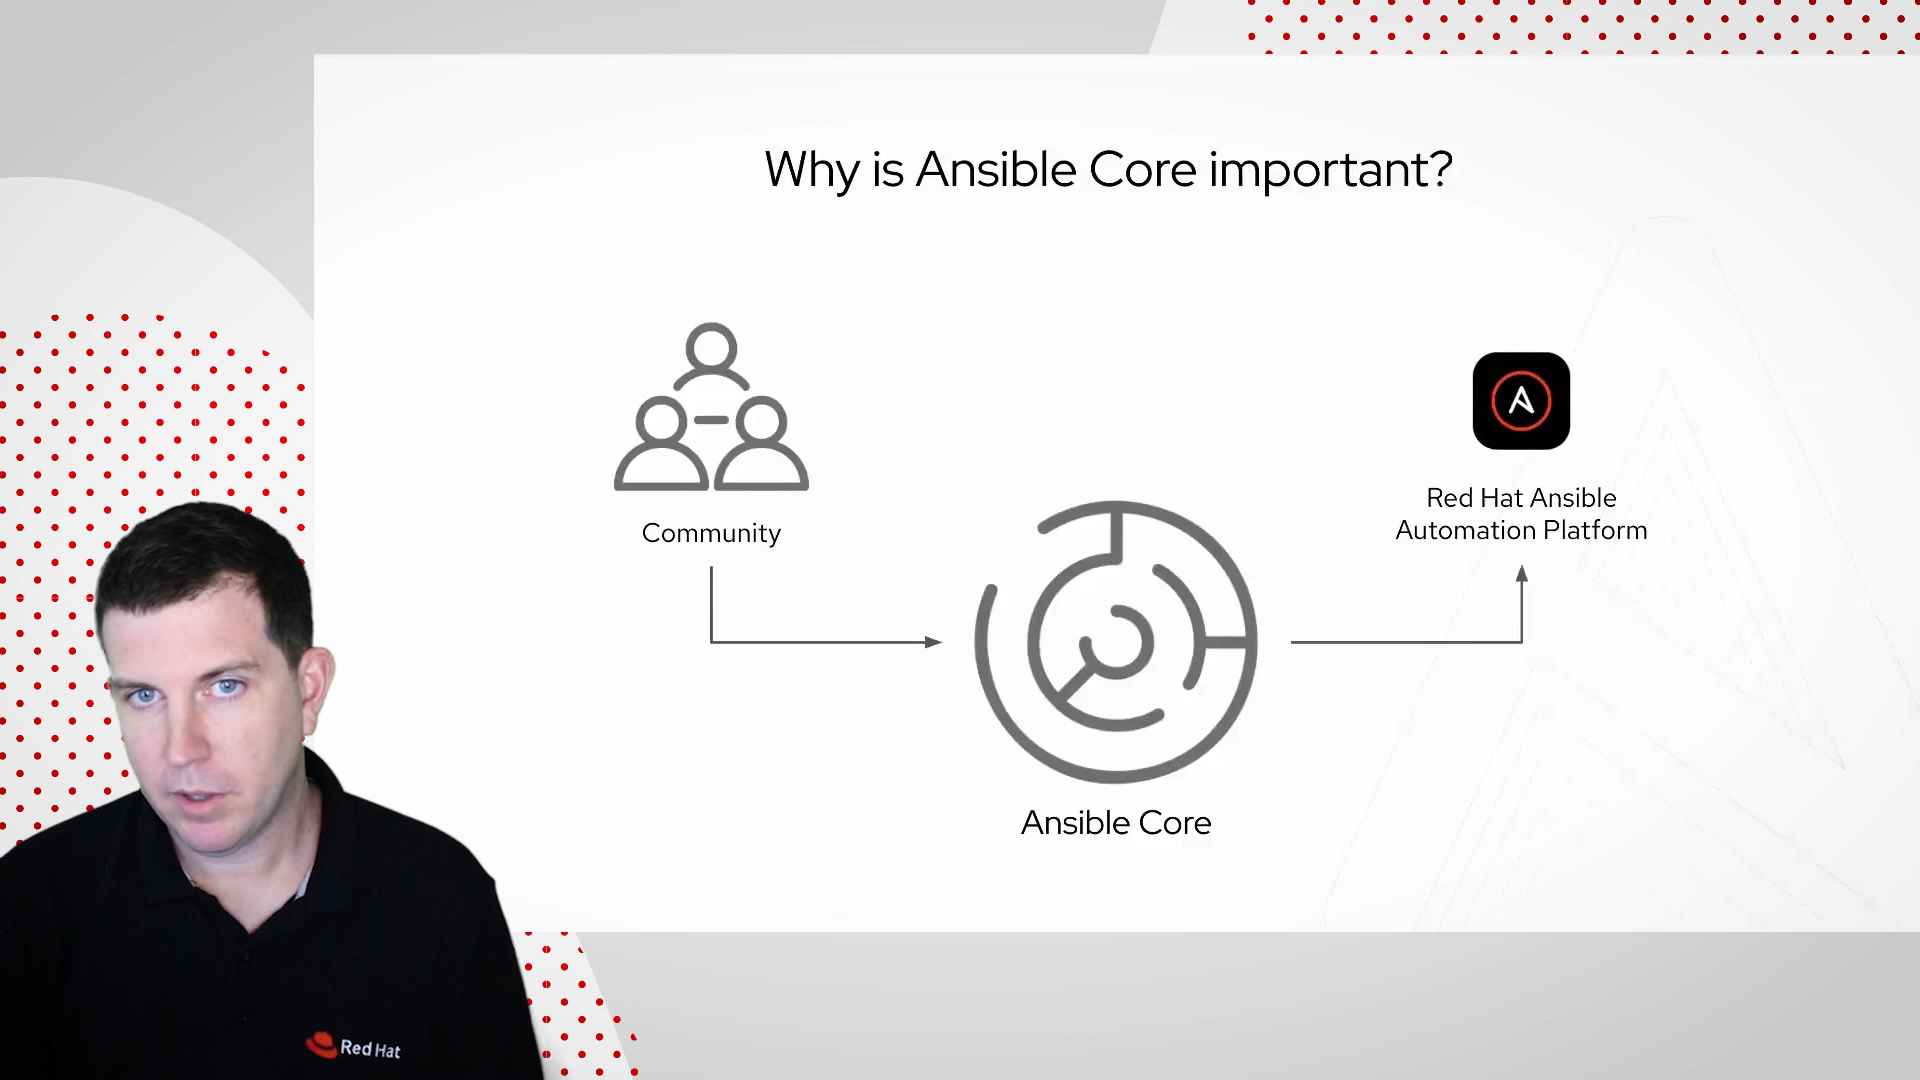 Why is Ansible Core important?
Community
Red Hat Ansible
Automation Platform
Ansible Core
Red Hat